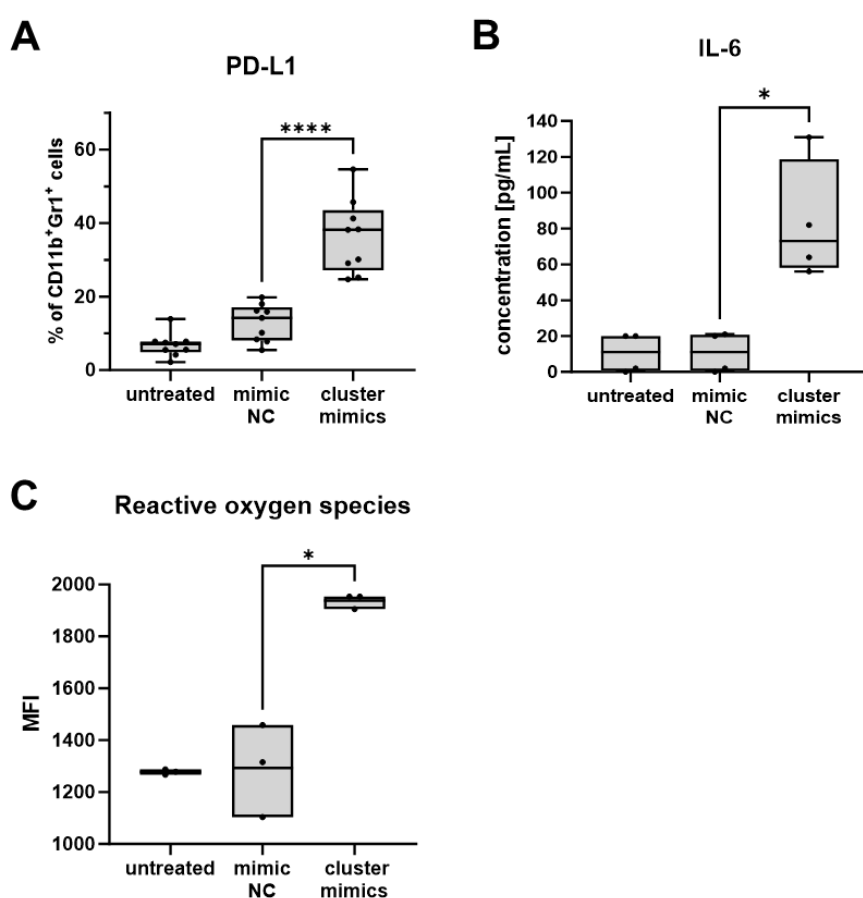 A
PD-L1
% of CD11b⁺Gr1⁺ cells
60
40
20
0
****
untreated
mimic
NC
cluster
mimics
B
IL-6
concentration [pg/mL]
140
120
100
80
60
40
20
0
*
untreated
mimic
NC
cluster
mimics
C
Reactive oxygen species
MFI
2000
1800
1600
1400
1200
1000
*
untreated
mimic
NC
cluster
mimics